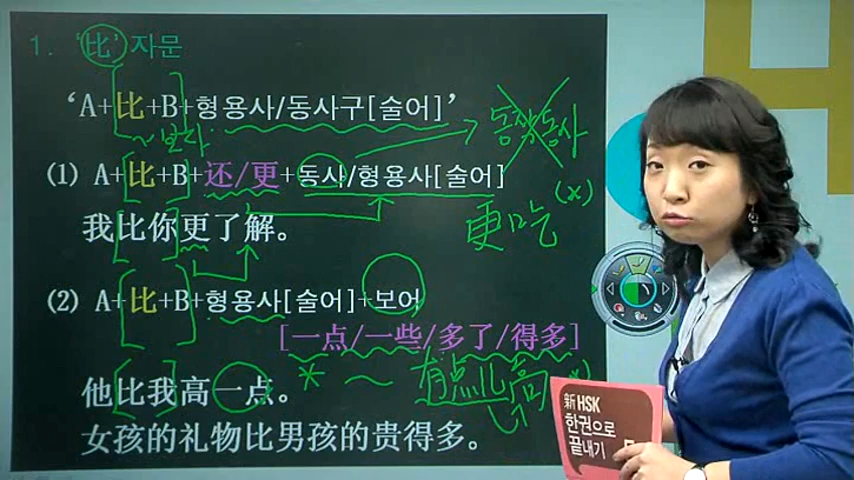 1. '比'자문
'A+比+B+형용사/동사구[술어]'
~보다
동작동사
(1) A+比+B+还/更+동사/형용사[술어]
(x)
我比你更了解。
更吃
(2) A+比+B+형용사[술어]+보어
[一点/一些/多了/得多]
* ~ 有点儿高
他比我高一点。
女孩的礼物比男孩的贵得多。
新HSK
한권으로
끝내기